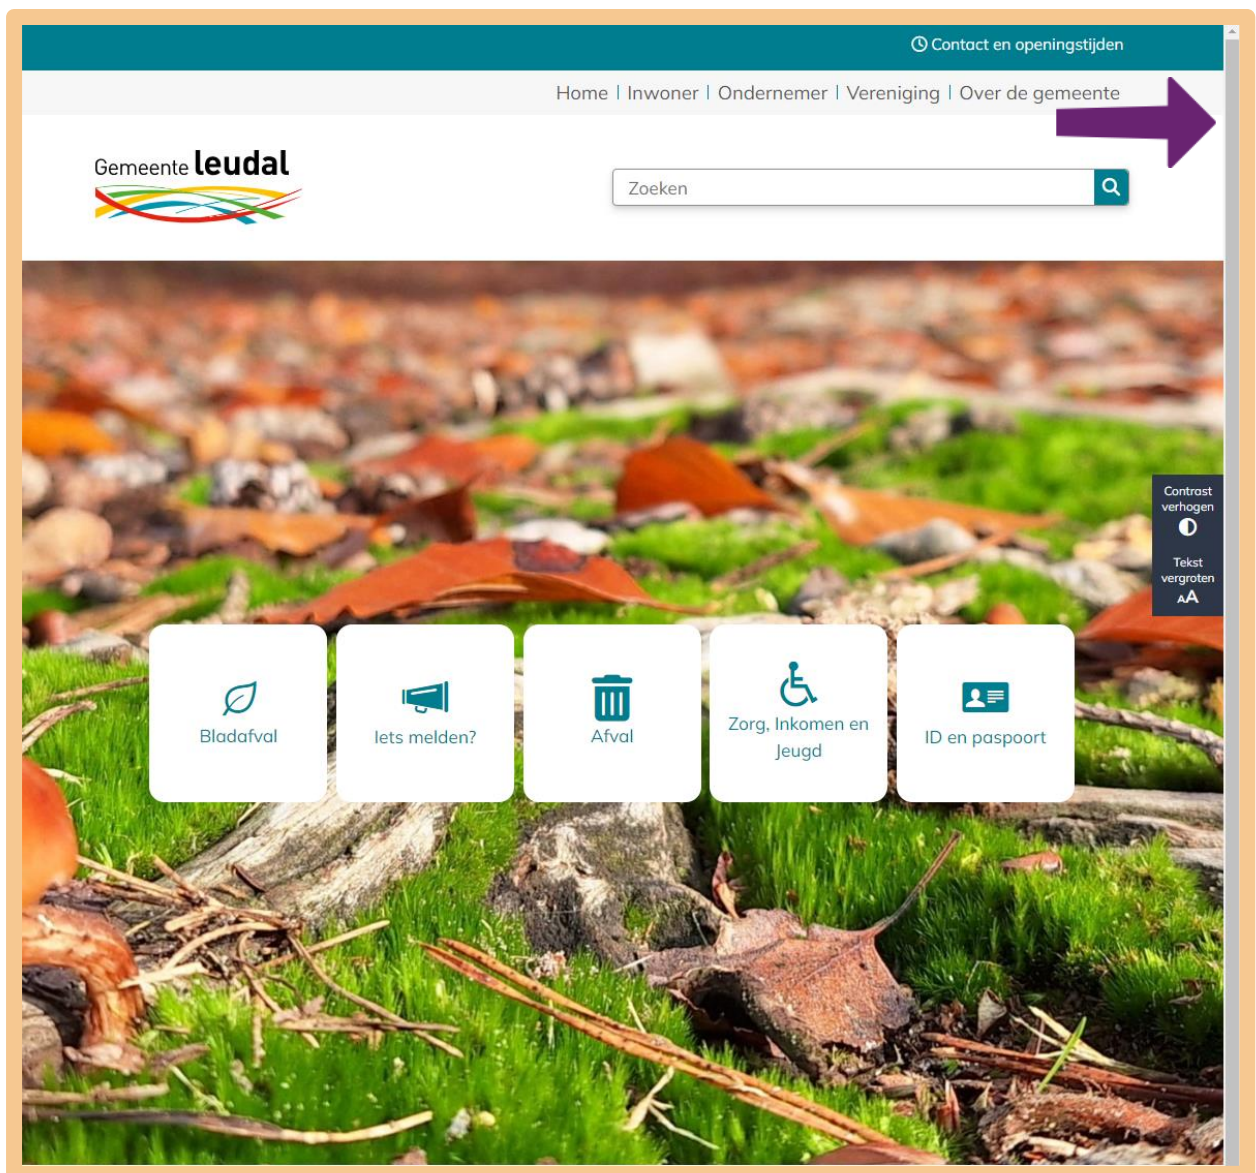 Contact en openingstijden
Home | Inwoner | Ondernemer | Vereniging | Over de gemeente
Gemeente leudal
Zoeken
Contrast
verhogen
Tekst
vergroten
AA
Bladafval
Iets melden?
Afval
Zorg, Inkomen en
Jeugd
ID en paspoort